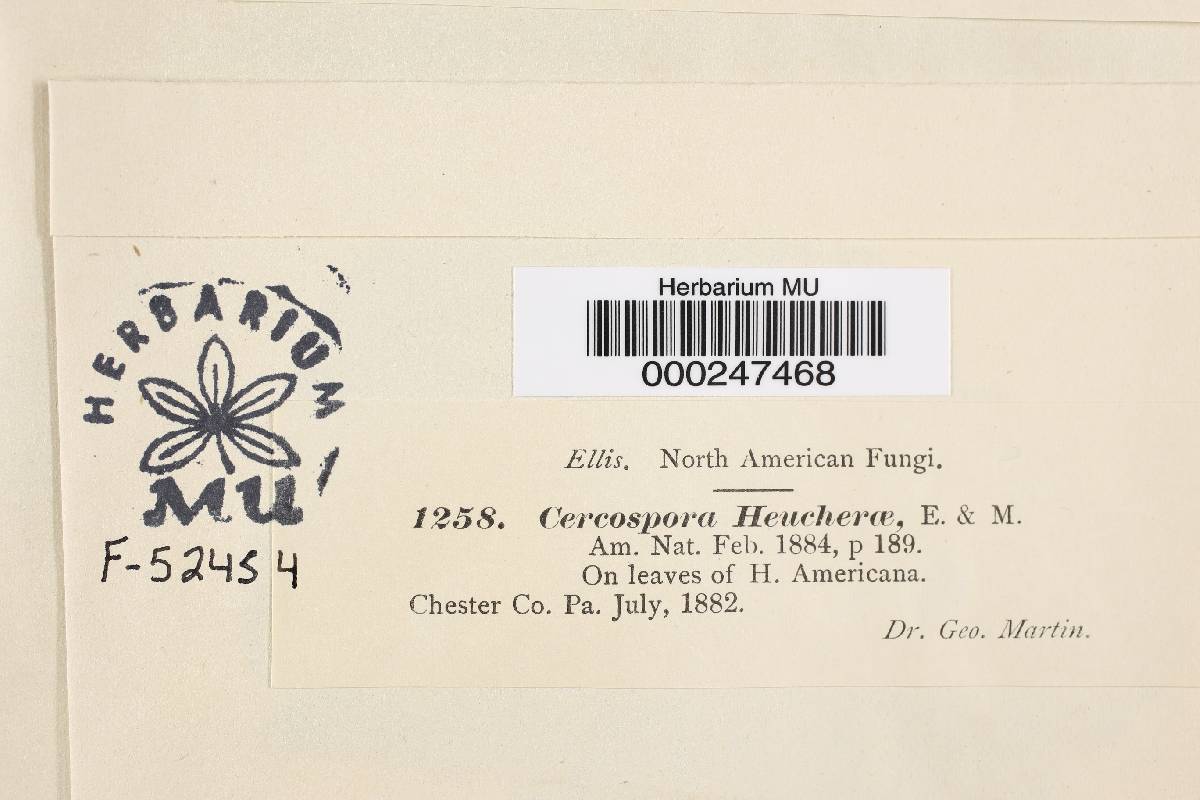 HERBARIUM
MU
F-52454
Herbarium MU
000247468
Ellis. North American Fungi.
1258. Cercospora Heucheræ, E. & M.
Am. Nat. Feb. 1884, p 189.
On leaves of H. Americana.
Chester Co. Pa. July, 1882.
Dr. Geo. Martin.